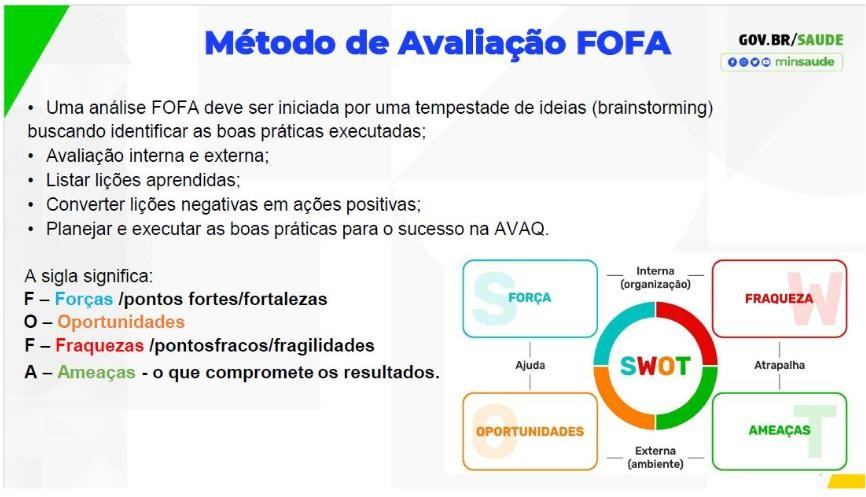 Método de Avaliação FOFA
GOV.BR/SAUDE
minsaude
• Uma análise FOFA deve ser iniciada por uma tempestade de ideias (brainstorming)
buscando identificar as boas práticas executadas;
• Avaliação interna e externa;
• Listar lições aprendidas;
• Converter lições negativas em ações positivas;
• Planejar e executar as boas práticas para o sucesso na AVAQ.
A sigla significa:
F – Forças /pontos fortes/fortalezas
O – Oportunidades
F – Fraquezas /pontosfracos/fragilidades
A – Ameaças - o que compromete os resultados.
S
FORÇA
Interna
(organização)
W
FRAQUEZA
Ajuda
SWOT
Atrapalha
O
OPORTUNIDADES
Externa
(ambiente)
T
AMEAÇAS